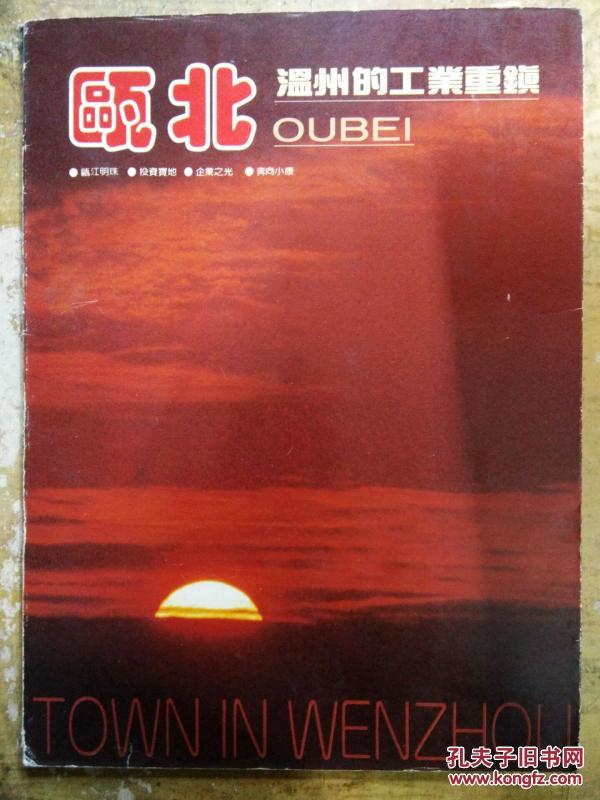 甌北
溫州的工業重鎮
OUBEI
●甌江明珠 ●投資寶地 ●企業之光 ●奔向小康
TOWN IN WENZHOU
孔夫子旧书网
www.kongfz.com